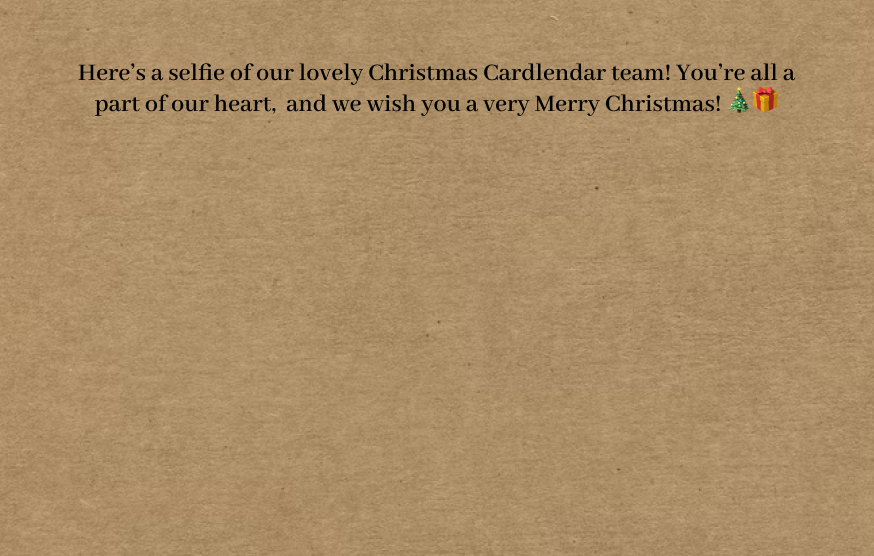 Here’s a selfie of our lovely Christmas Cardlendar team! You’re all a
part of our heart,  and we wish you a very Merry Christmas! 🎄🎁